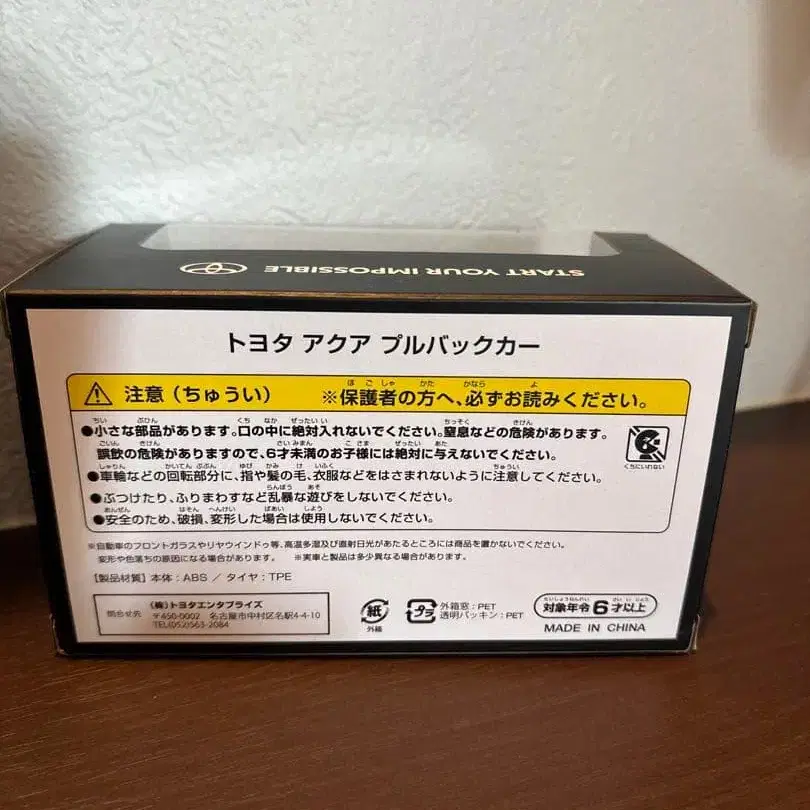 START YOUR IMPOSSIBLE
トヨタ アクア プルバックカー
注意（ちゅうい） ※保護者の方へ、必ずお読みください。
●小さな部品があります。口の中に絶対入れないでください。窒息などの危険があります。
誤飲の危険がありますので、6才未満のお子様には絶対に与えないでください。
●車輪などの回転部分に、指や髪の毛、衣服などをはさまれないように注意してください。
●ぶつけたり、ふりまわすなど乱暴な遊びをしないでください。
●安全のため、破損、変形した場合は使用しないでください。
くちにいれない
※自動車のフロントガラスやリヤウインドゥ等、高温多湿及び直射日光があたるところには商品を置かないでください。
変形や色落ちの原因になる場合があります。 ※実車と製品は多少異なる場合があります。
【製品材質】本体：ABS ／ タイヤ：TPE
問合せ先
（株）トヨタエンタプライズ
〒450-0002 名古屋市中村区名駅4-4-10
TEL(052)563-2084
紙
外箱
プラ
外箱窓：PET
透明パッキン：PET
対象年令 6才以上
MADE IN CHINA